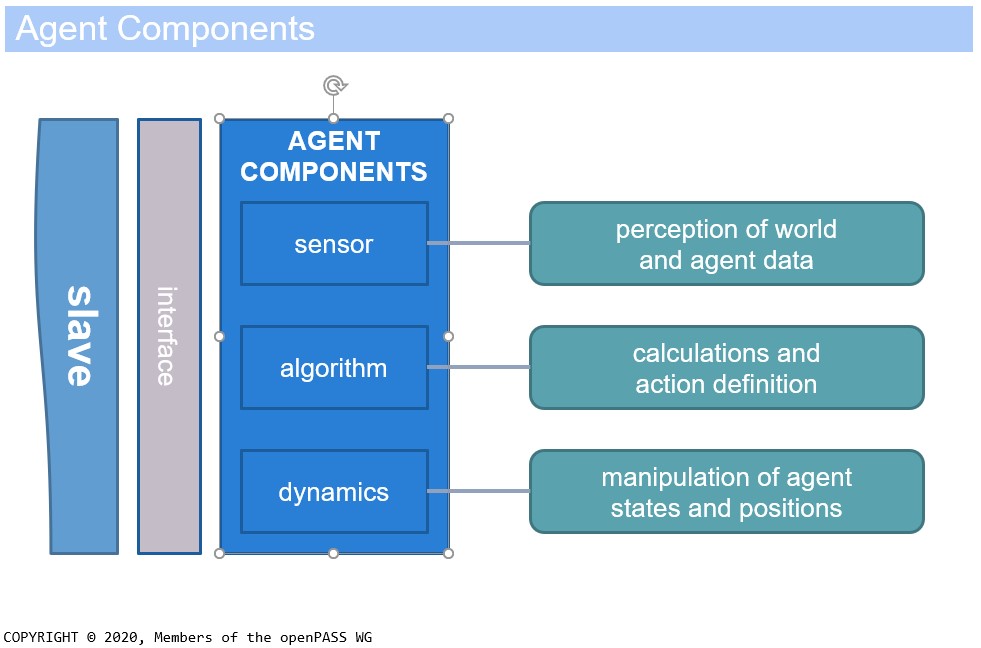 Agent Components
AGENT
COMPONENTS
slave
interface
sensor
perception of world
and agent data
algorithm
calculations and
action definition
dynamics
manipulation of agent
states and positions
COPYRIGHT © 2020, Members of the openPASS WG